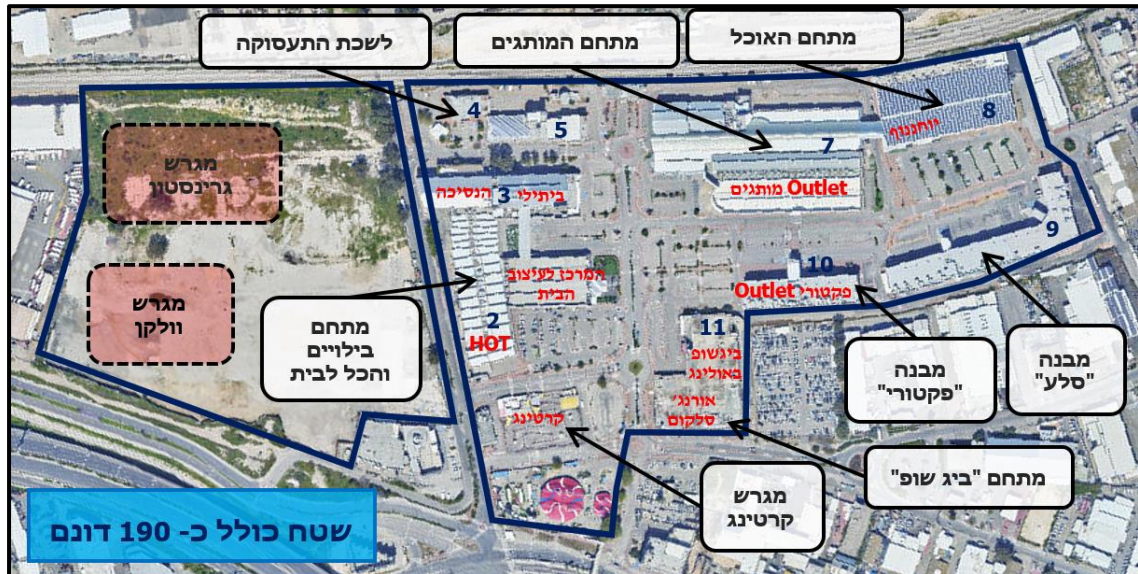 מתחם האוכל
מתחם המותגים
לשכת התעסוקה
8
יוחננוף
7
Outlet מותגים
5
4
ביתילי
3
הנסיכה
9
10
פקטורי Outlet
המרכז לעיצוב
הבית
2
HOT
11
ביגשופ
באולינג
אורנג'
סלקום
קרטינג
מגרש
גרינסטון
מגרש
וולקן
מתחם
בילויים
והכל לבית
מבנה
"סלע"
מבנה
"פקטורי"
מתחם "ביג שופ"
מגרש
קרטינג
שטח כולל כ- 190 דונם